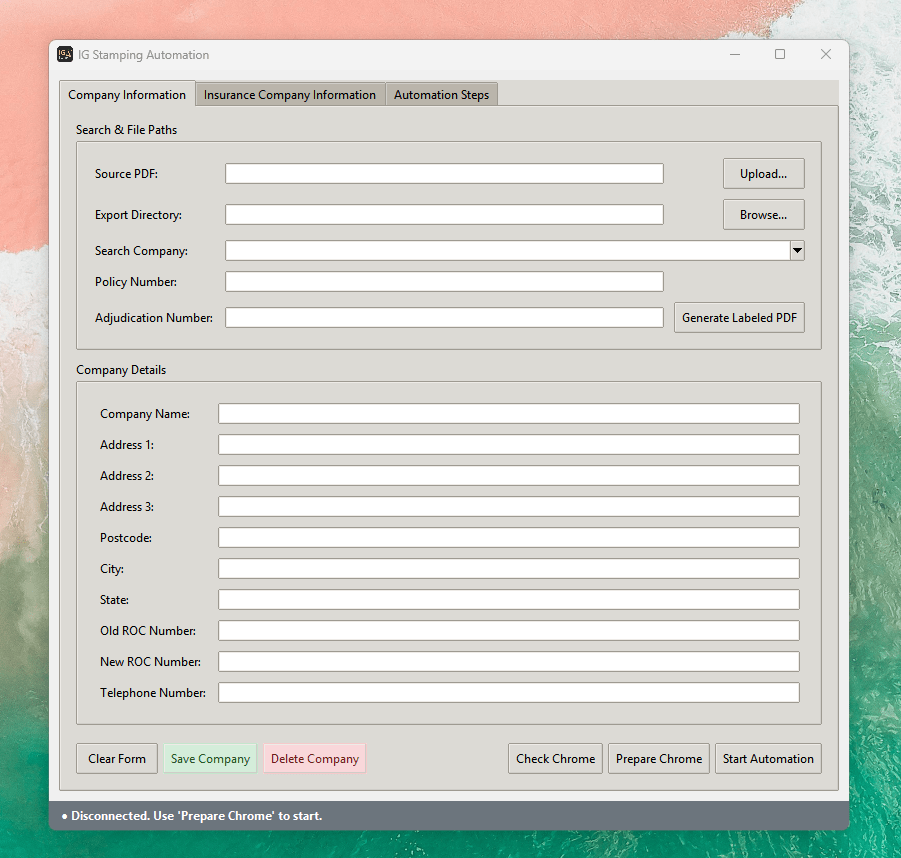 IGA IG Stamping Automation
Company Information Insurance Company Information Automation Steps
Search & File Paths
Source PDF: Upload...
Export Directory: Browse...
Search Company:
Policy Number:
Adjudication Number: Generate Labeled PDF
Company Details
Company Name:
Address 1:
Address 2:
Address 3:
Postcode:
City:
State:
Old ROC Number:
New ROC Number:
Telephone Number:
Clear Form Save Company Delete Company Check Chrome Prepare Chrome Start Automation
● Disconnected. Use 'Prepare Chrome' to start.